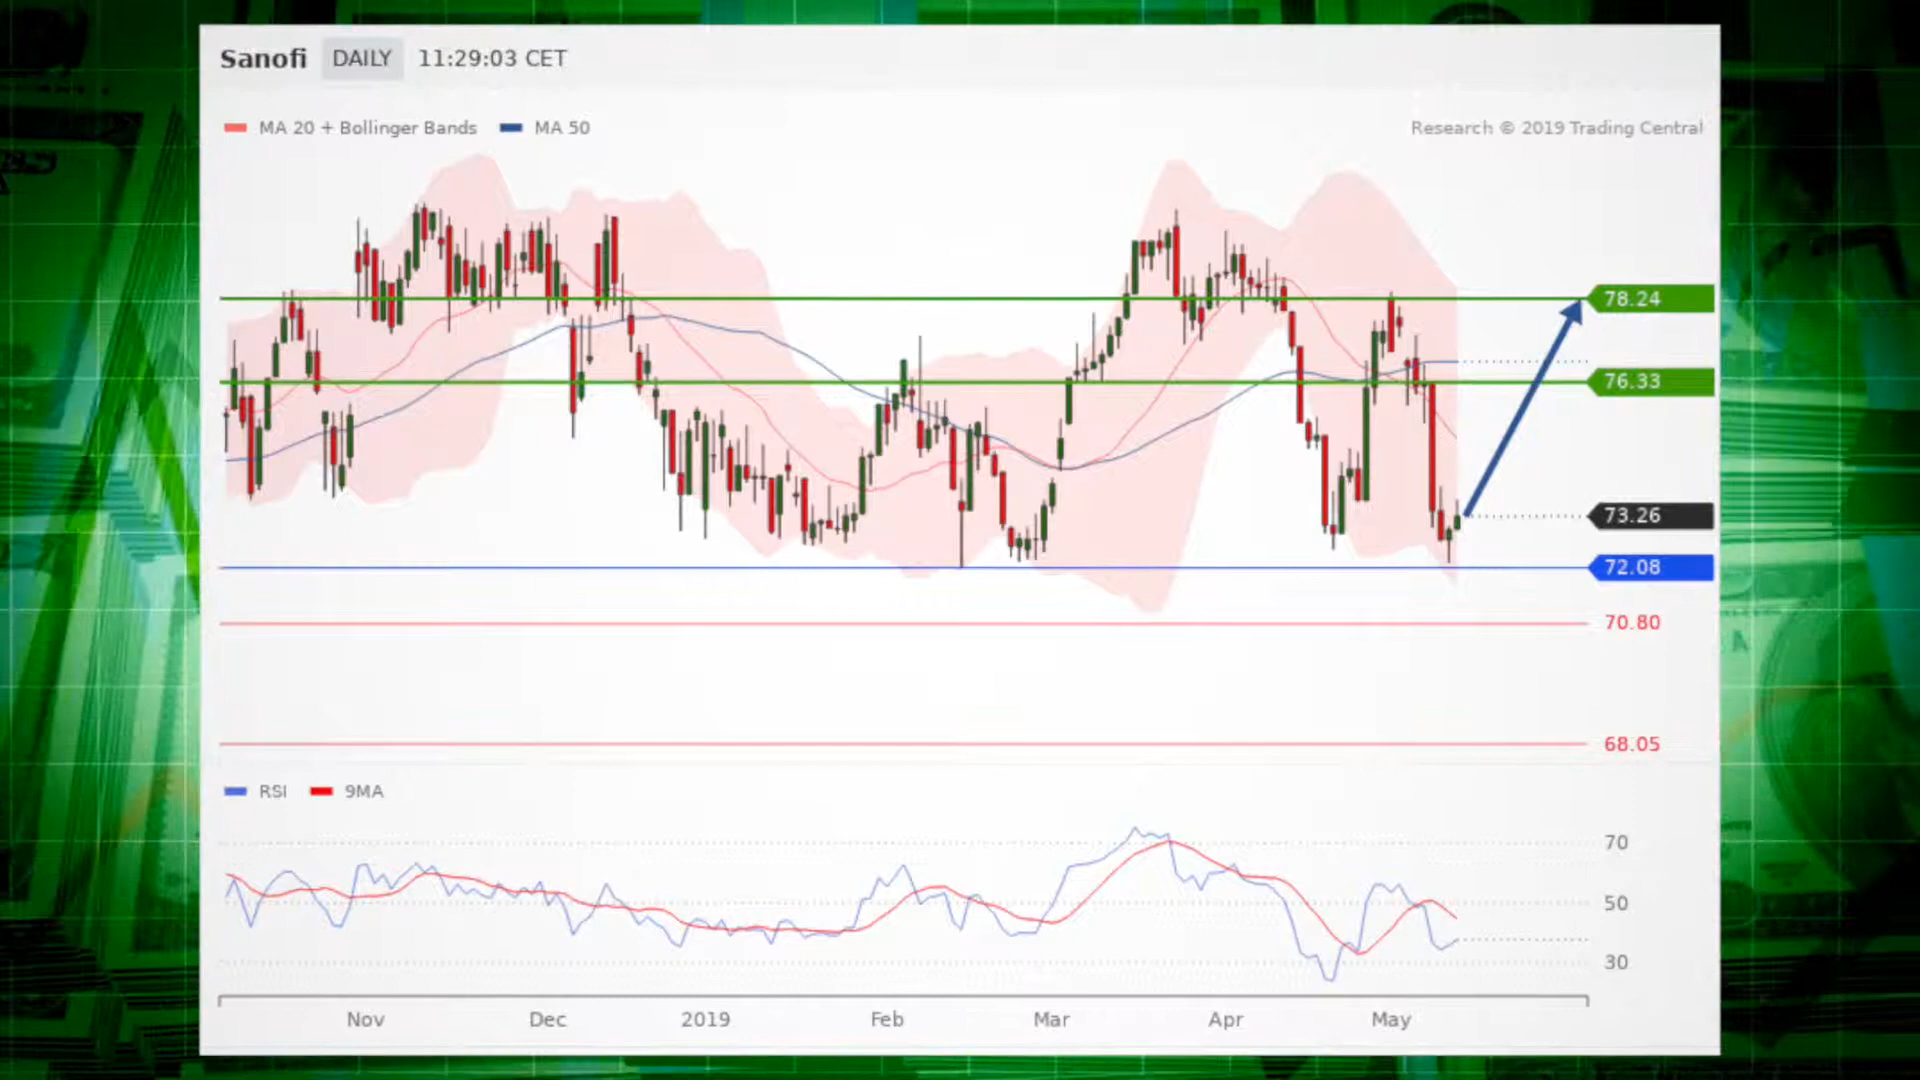 Sanofi DAILY 11:29:03 CET
MA 20 + Bollinger Bands MA 50
Research © 2019 Trading Central
78.24
76.33
73.26
72.08
70.80
68.05
RSI 9MA
70
50
30
Nov Dec 2019 Feb Mar Apr May